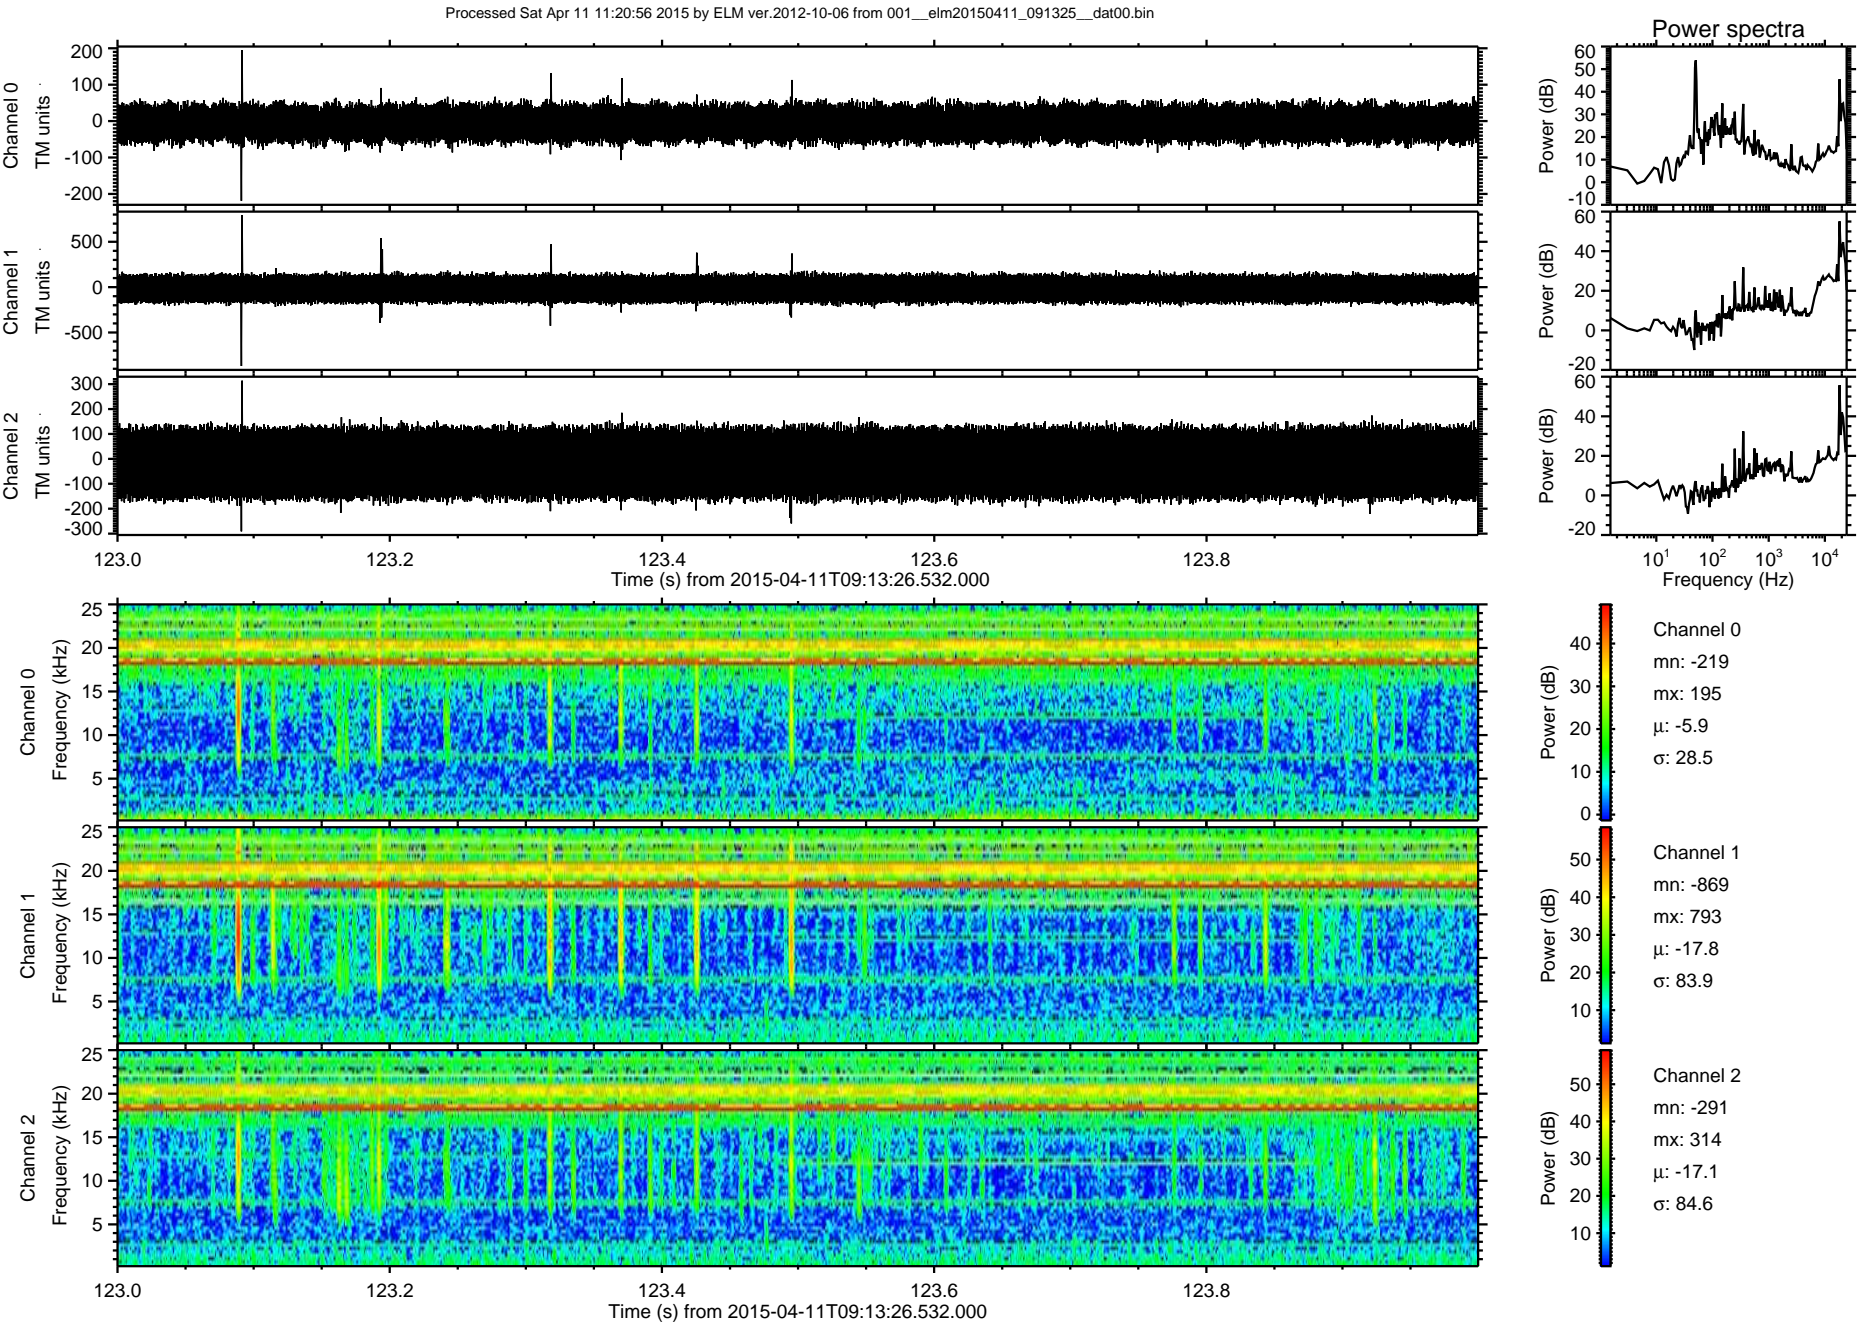 Processed Sat Apr 11 11:20:56 2015 by ELM ver.2012-10-06 from 001__elm20150411_091325__dat00.bin
Power spectra
Channel 0
TM units
200
100
0
-100
-200
Power (dB)
60
50
40
30
20
10
0
-10
Channel 1
TM units
500
0
-500
Power (dB)
60
40
20
0
-20
Channel 2
TM units
300
200
100
0
-100
-200
-300
Power (dB)
60
40
20
0
-20
123.0 123.2 123.4 123.6 123.8
Time (s) from 2015-04-11T09:13:26.532.000
10¹ 10² 10³ 10⁴
Frequency (Hz)
Channel 0
Frequency (kHz)
25
20
15
10
5
Power (dB)
40
30
20
10
0
Channel 0
mn: -219
mx: 195
μ: -5.9
σ: 28.5
Channel 1
Frequency (kHz)
25
20
15
10
5
Power (dB)
50
40
30
20
10
Channel 1
mn: -869
mx: 793
μ: -17.8
σ: 83.9
Channel 2
Frequency (kHz)
25
20
15
10
5
Power (dB)
50
40
30
20
10
Channel 2
mn: -291
mx: 314
μ: -17.1
σ: 84.6
123.0 123.2 123.4 123.6 123.8
Time (s) from 2015-04-11T09:13:26.532.000